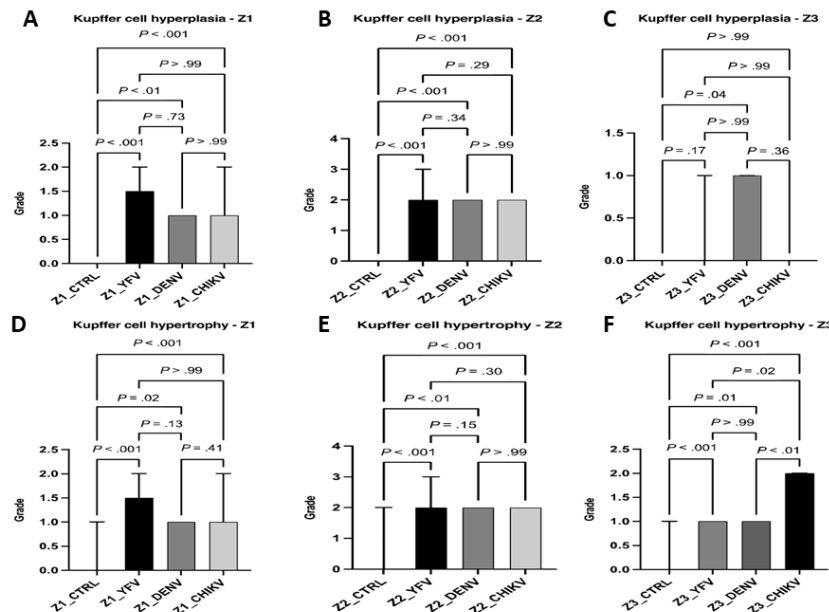 A
Kupffer cell hyperplasia - Z1
P < .001
P > .99
P < .01
P = .73
P < .001
P > .99
Grade
2.5
2.0
1.5
1.0
0.5
0.0
Z1_CTRL
Z1_YFV
Z1_DENV
Z1_CHIKV
B
Kupffer cell hyperplasia - Z2
P < .001
P = .29
P < .001
P = .34
P < .001
P > .99
Grade
4
3
2
1
0
Z2_CTRL
Z2_YFV
Z2_DENV
Z2_CHIKV
C
Kupffer cell hyperplasia - Z3
P > .99
P > .99
P = .04
P > .99
P = .17
P = .36
Grade
1.5
1.0
0.5
0.0
Z3_CTRL
Z3_YFV
Z3_DENV
Z3_CHIKV
D
Kupffer cell hypertrophy - Z1
P < .001
P > .99
P = .02
P = .13
P < .001
P = .41
Grade
2.5
2.0
1.5
1.0
0.5
0.0
Z1_CTRL
Z1_YFV
Z1_DENV
Z1_CHIKV
E
Kupffer cell hypertrophy - Z2
P < .001
P = .30
P < .01
P = .15
P < .001
P > .99
Grade
4
3
2
1
0
Z2_CTRL
Z2_YFV
Z2_DENV
Z2_CHIKV
F
Kupffer cell hypertrophy - Z3
P < .001
P = .02
P = .01
P > .99
P < .001
P < .01
Grade
2.5
2.0
1.5
1.0
0.5
0.0
Z3_CTRL
Z3_YFV
Z3_DENV
Z3_CHIKV